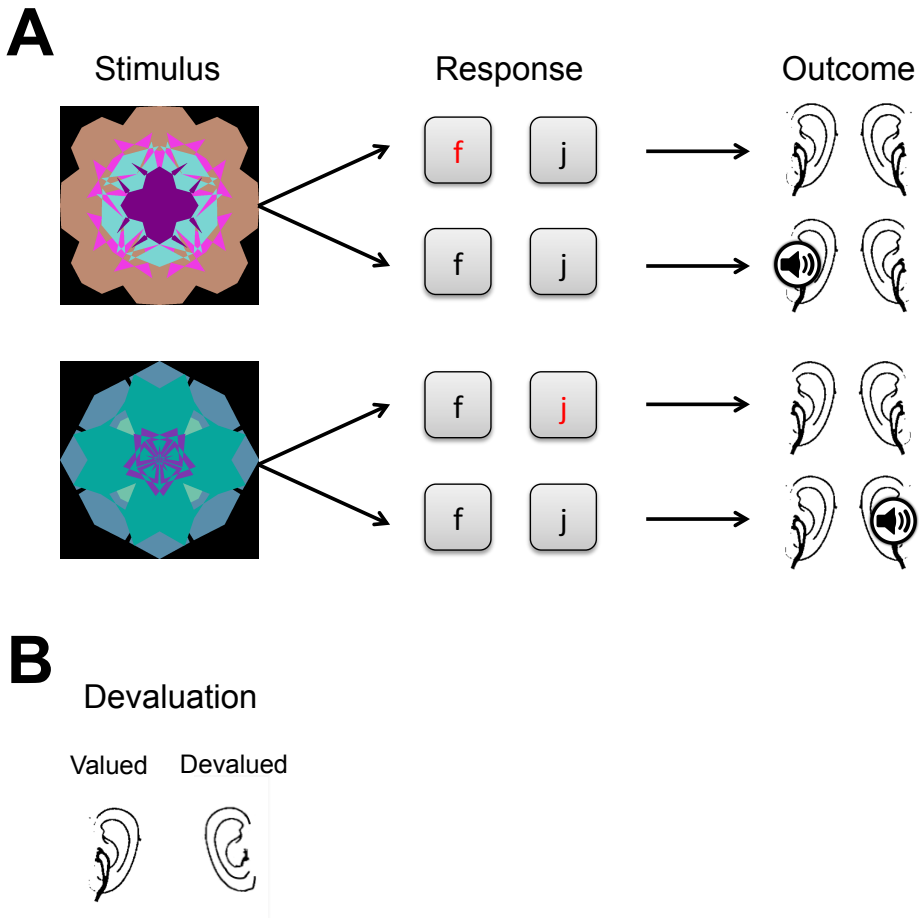 A
Stimulus Response Outcome
f j
f j
f j
f j
B
Devaluation
Valued Devalued